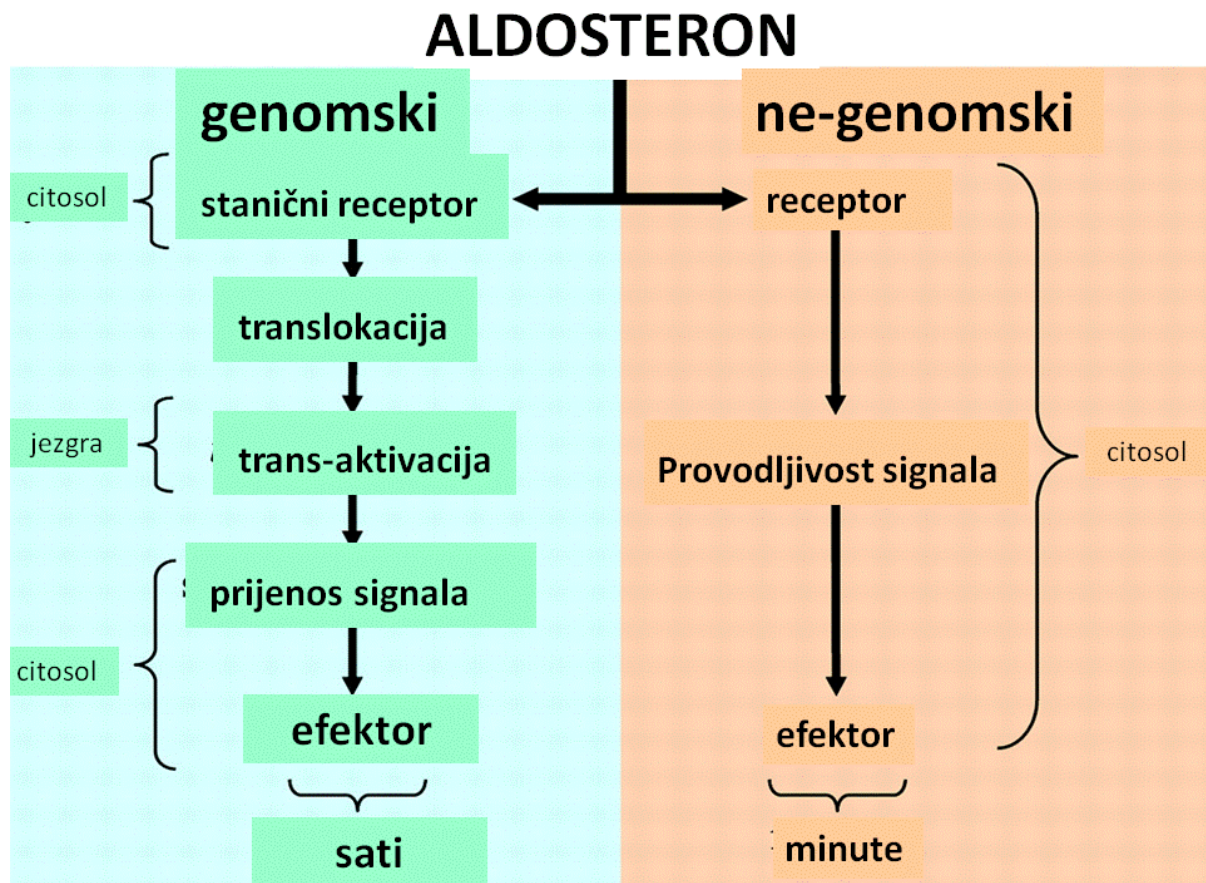 ALDOSTERON
genomski
citosol
stanični receptor
translokacija
jezgra
trans-aktivacija
prijenos signala
citosol
efektor
sati
ne-genomski
receptor
Provodljivost signala
citosol
efektor
minute